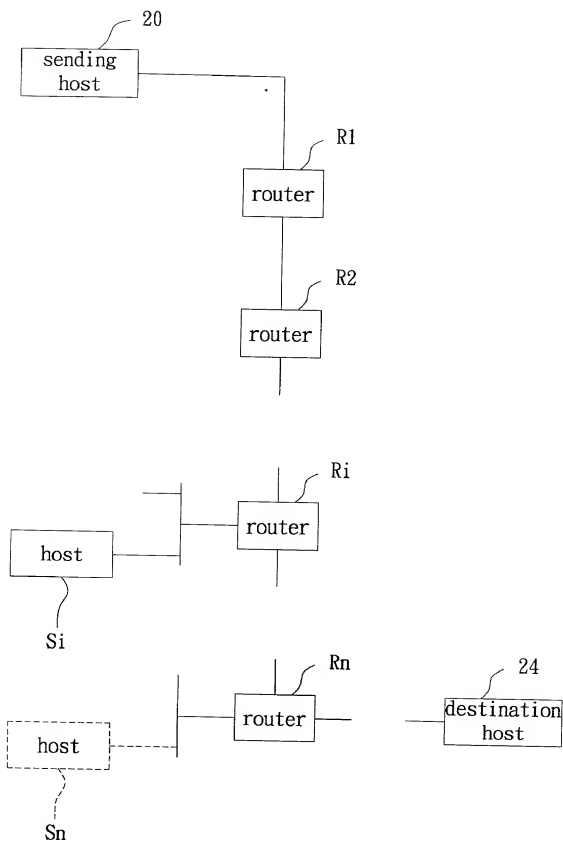 20
sending
host
R1
router
R2
router
Ri
router
host
Si
Rn
router
24
destination
host
host
Sn